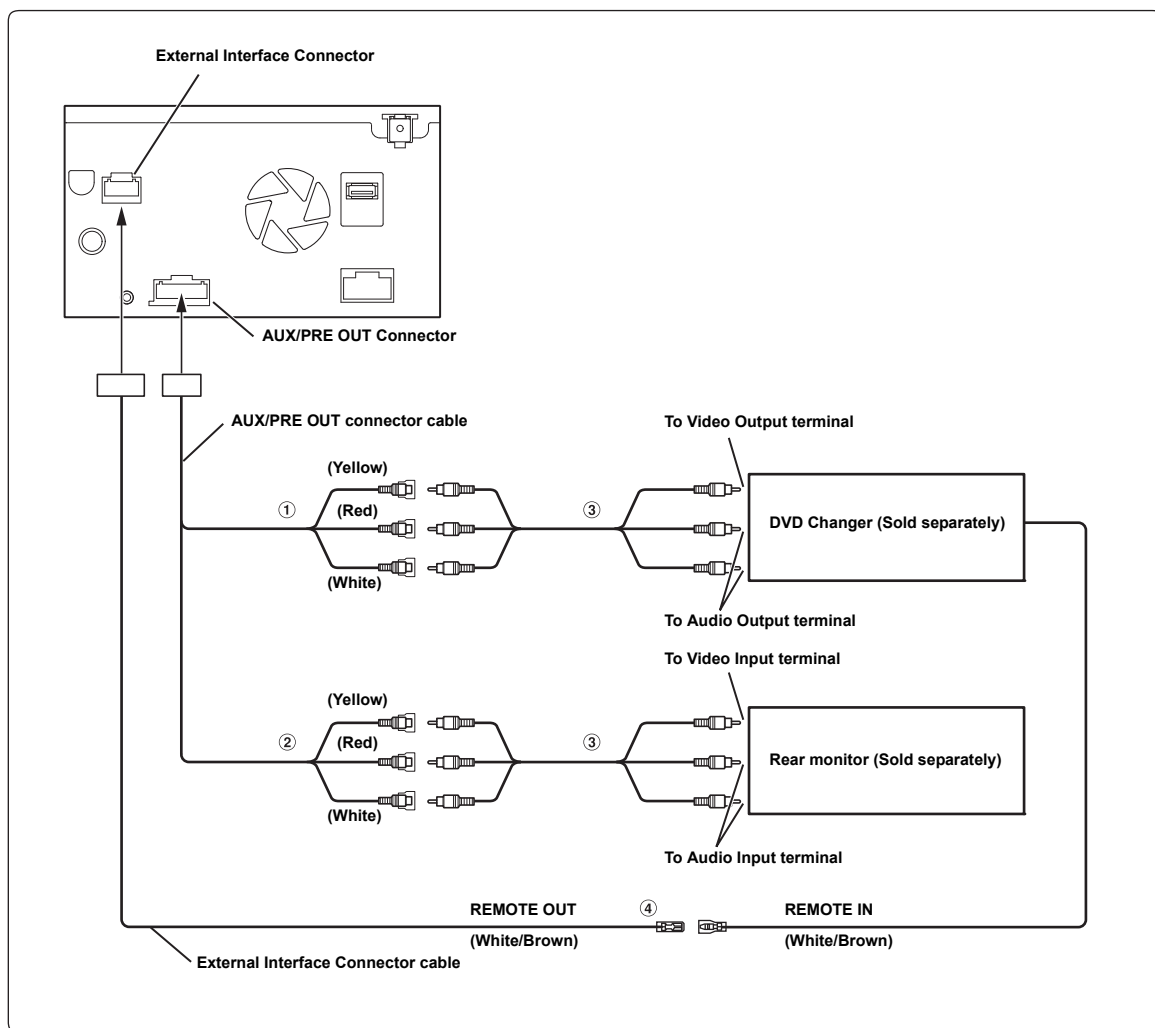 External Interface Connector
AUX/PRE OUT Connector
AUX/PRE OUT connector cable
To Video Output terminal
(Yellow)
①
(Red)
③
DVD Changer (Sold separately)
(White)
To Audio Output terminal
To Video Input terminal
(Yellow)
②
(Red)
③
Rear monitor (Sold separately)
(White)
To Audio Input terminal
REMOTE OUT
④
REMOTE IN
(White/Brown)
(White/Brown)
External Interface Connector cable